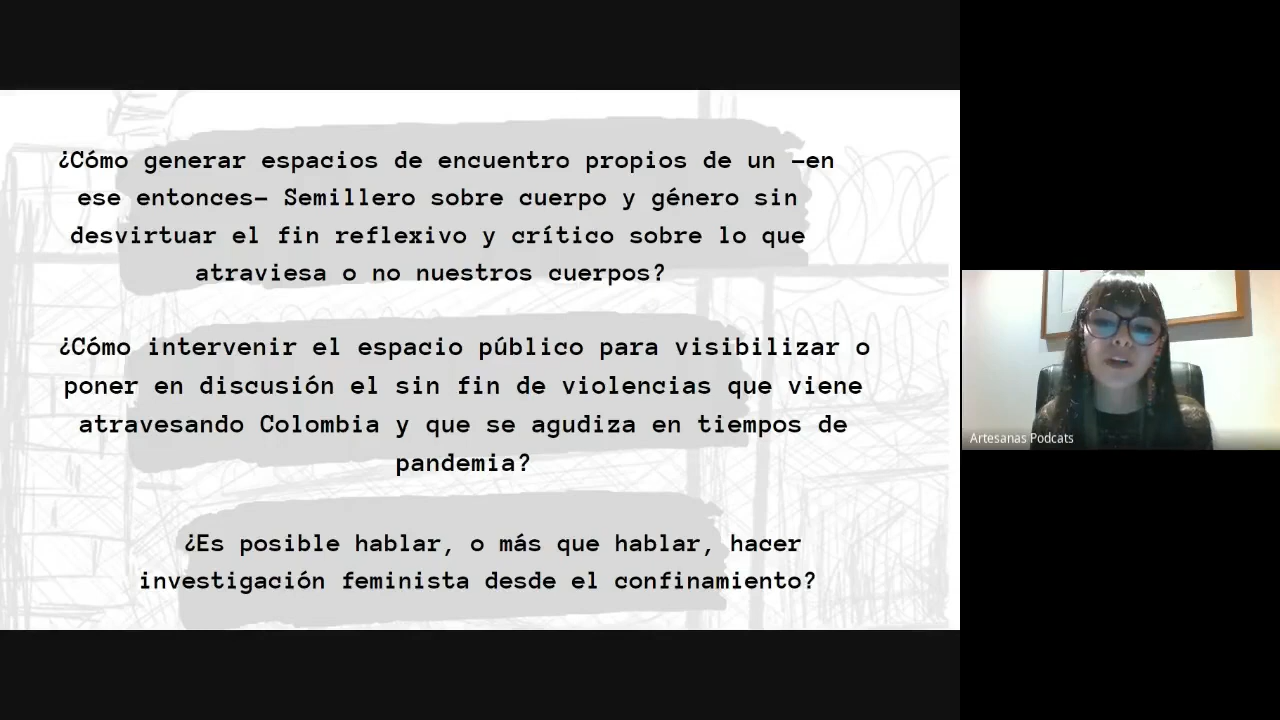 ¿Cómo generar espacios de encuentro propios de un -en
ese entonces- Semillero sobre cuerpo y género sin
desvirtuar el fin reflexivo y crítico sobre lo que
atraviesa o no nuestros cuerpos?
¿Cómo intervenir el espacio público para visibilizar o
poner en discusión el sin fin de violencias que viene
atravesando Colombia y que se agudiza en tiempos de
pandemia?
¿Es posible hablar, o más que hablar, hacer
investigación feminista desde el confinamiento?
Artesanas Podcats